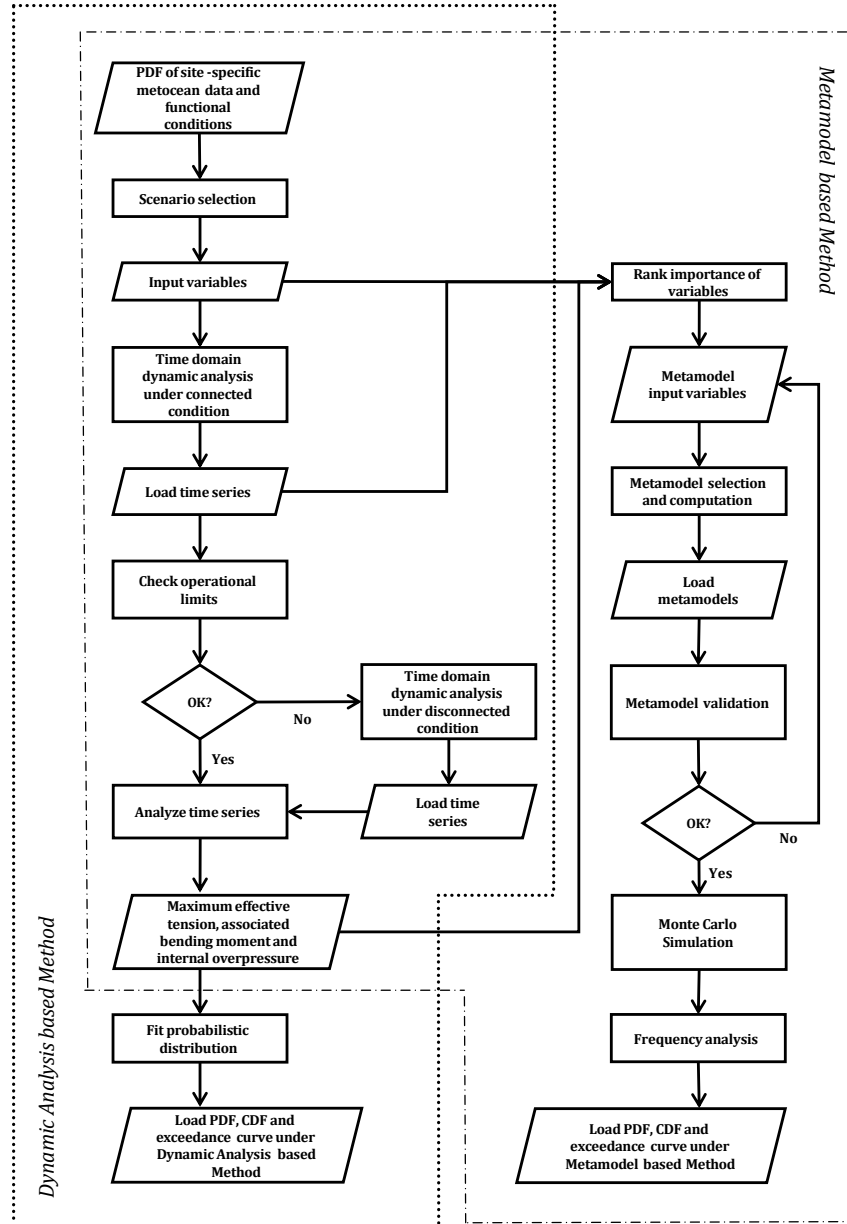 PDF of site -specific
metocean data and
functional
conditions
Scenario selection
Input variables
Time domain
dynamic analysis
under connected
condition
Load time series
Check operational
limits
OK?
No
Yes
Time domain
dynamic analysis
under disconnected
condition
Load time
series
Analyze time series
Maximum effective
tension, associated
bending moment and
internal overpressure
Fit probabilistic
distribution
Load PDF, CDF and
exceedance curve under
Dynamic Analysis based
Method
Dynamic Analysis based Method
Metamodel based Method
Rank importance of
variables
Metamodel
input variables
Metamodel selection
and computation
Load
metamodels
Metamodel validation
OK?
No
Yes
Monte Carlo
Simulation
Frequency analysis
Load PDF, CDF and
exceedance curve under
Metamodel based Method